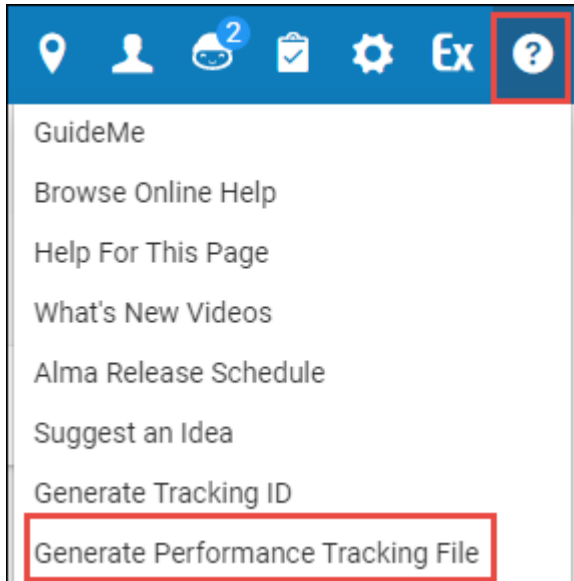 2
Ex
?
GuideMe
Browse Online Help
Help For This Page
What's New Videos
Alma Release Schedule
Suggest an Idea
Generate Tracking ID
Generate Performance Tracking File